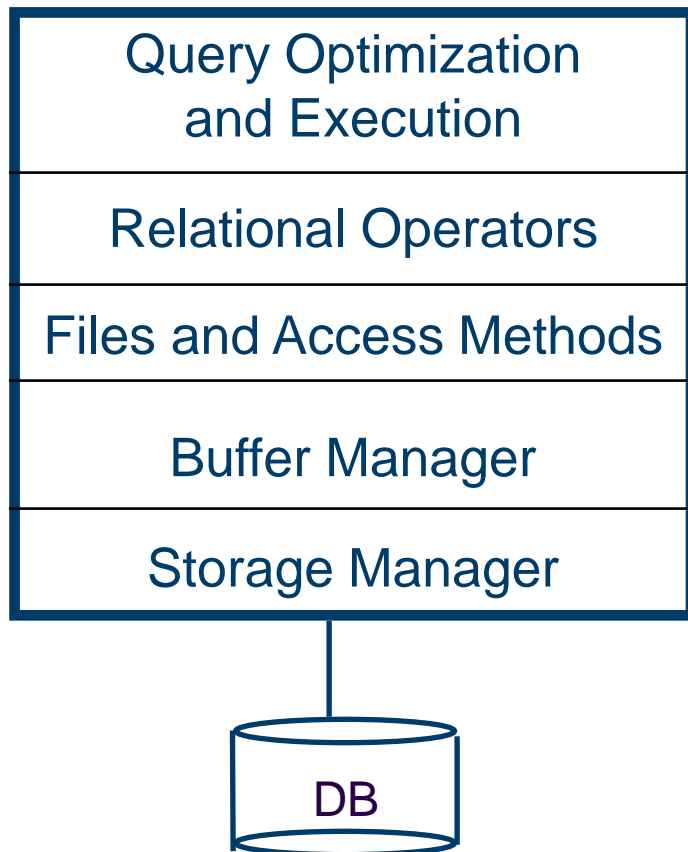 Query Optimization
and Execution
Relational Operators
Files and Access Methods
Buffer Manager
Storage Manager
DB